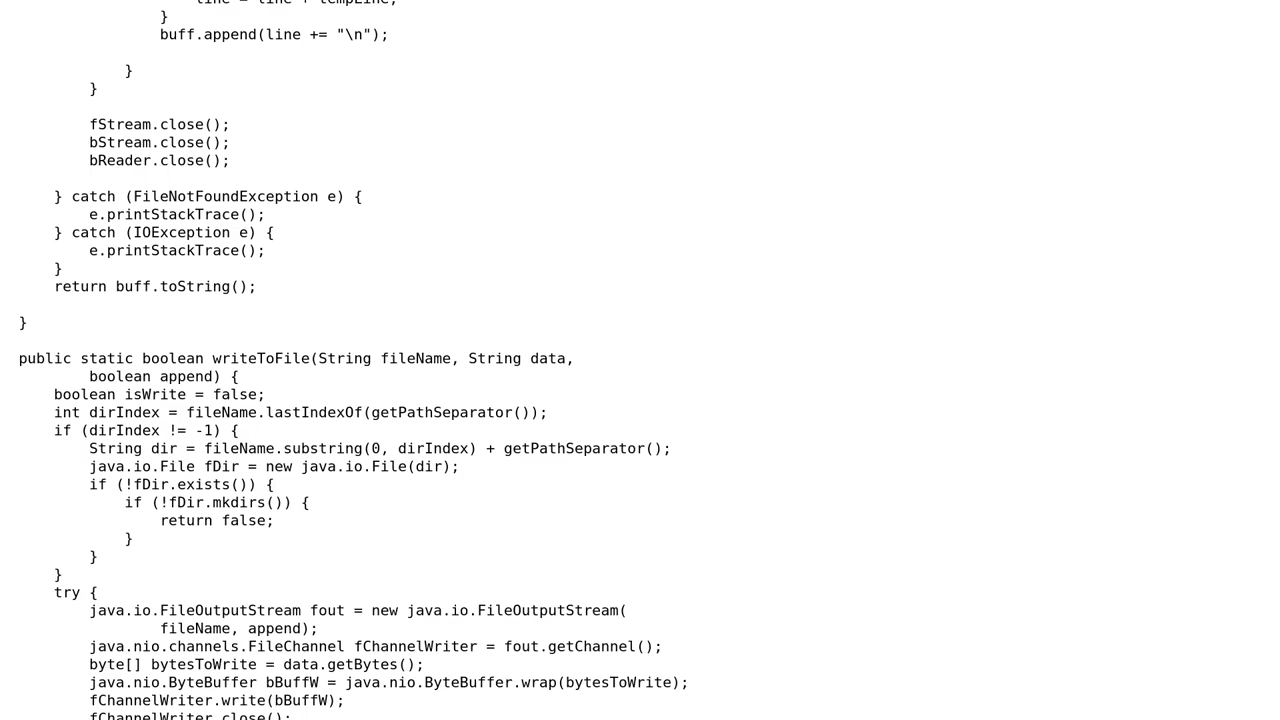 line = line + tempLine;
}
buff.append(line += "\n");
}
}
fStream.close();
bStream.close();
bReader.close();
} catch (FileNotFoundException e) {
e.printStackTrace();
} catch (IOException e) {
e.printStackTrace();
}
return buff.toString();
}
public static boolean writeToFile(String fileName, String data,
boolean append) {
boolean isWrite = false;
int dirIndex = fileName.lastIndexOf(getPathSeparator());
if (dirIndex != -1) {
String dir = fileName.substring(0, dirIndex) + getPathSeparator();
java.io.File fDir = new java.io.File(dir);
if (!fDir.exists()) {
if (!fDir.mkdirs()) {
return false;
}
}
}
try {
java.io.FileOutputStream fout = new java.io.FileOutputStream(
fileName, append);
java.nio.channels.FileChannel fChannelWriter = fout.getChannel();
byte[] bytesToWrite = data.getBytes();
java.nio.ByteBuffer bBuffW = java.nio.ByteBuffer.wrap(bytesToWrite);
fChannelWriter.write(bBuffW);
fChannelWriter.close();